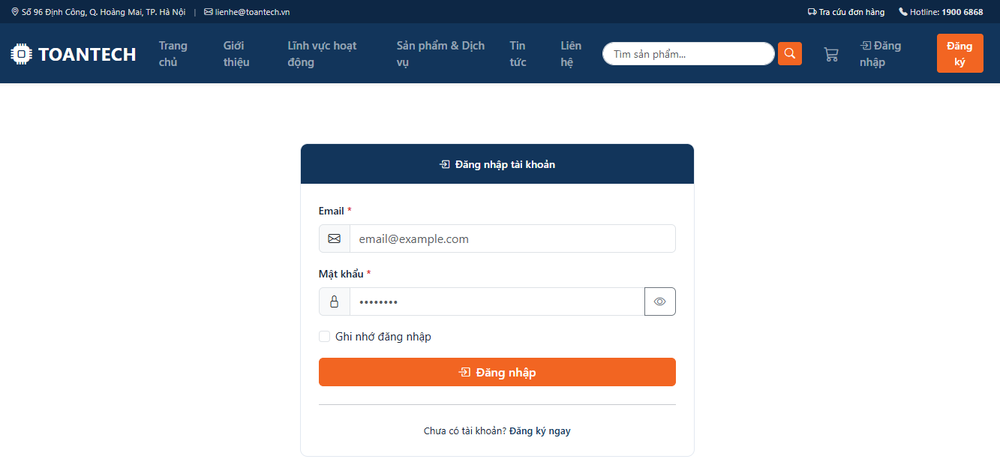 Số 96 Định Công, Q. Hoàng Mai, TP. Hà Nội | lienhe@toantech.vn
Tra cứu đơn hàng Hotline: 1900 6868
TOANTECH
Trang
chủ
Giới
thiệu
Lĩnh vực hoạt
động
Sản phẩm & Dịch
vụ
Tin
tức
Liên
hệ
Tìm sản phẩm...
Đăng
nhập
Đăng
ký
Đăng nhập tài khoản
Email *
email@example.com
Mật khẩu *
••••••••
Ghi nhớ đăng nhập
Đăng nhập
Chưa có tài khoản? Đăng ký ngay